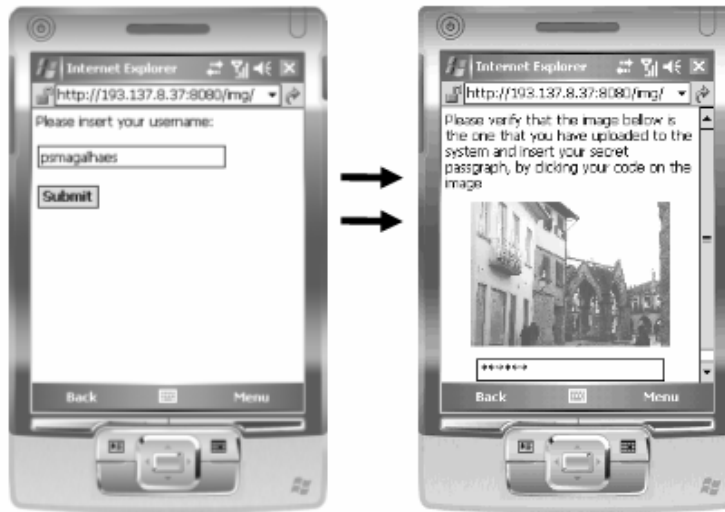 Internet Explorer
http://193.137.8.37:8080/img/
Please insert your username:
psmagalhaes
Submit
Back
Menu
Internet Explorer
http://193.137.8.37:8080/img/
Please verify that the image bellow is
the one that you have uploaded to the
system and insert your secret
passgraph, by clicking your code on the
image
******
Back
Menu